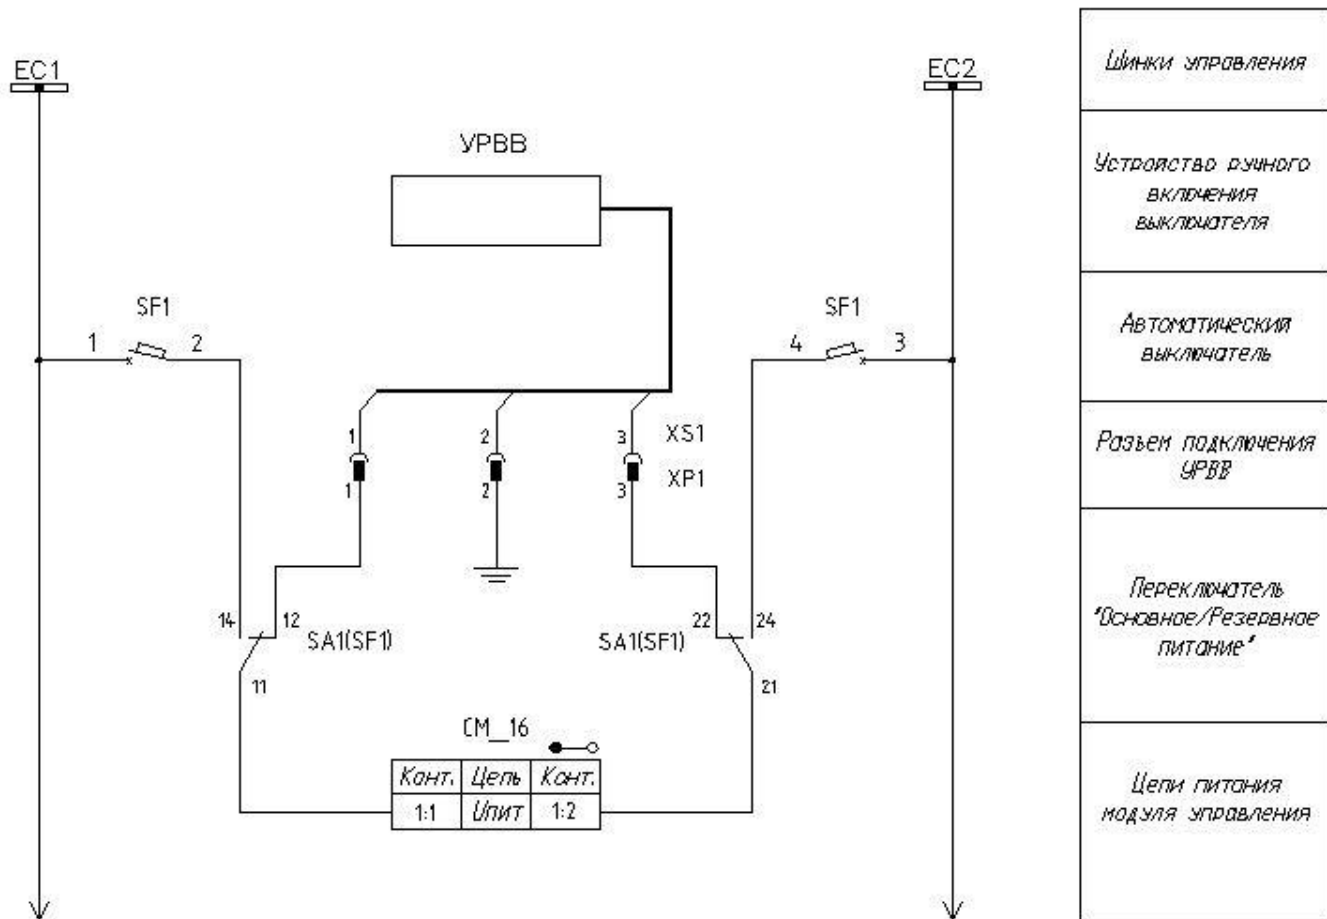 EC1
EC2
УРВВ
SF1
1
2
SF1
4
3
1
2
3
XS1
XP1
1
2
3
14
12
SA1(SF1)
11
22
24
SA1(SF1)
21
CM_16
Конт. Цепь Конт.
1:1 Uпит 1:2
Шинки управления
Устройство ручного
включения
выключателя
Автоматический
выключатель
Разъем подключения
УРВВ
Переключатель
"Основное/Резервное
питание"
Цепи питания
модуля управления